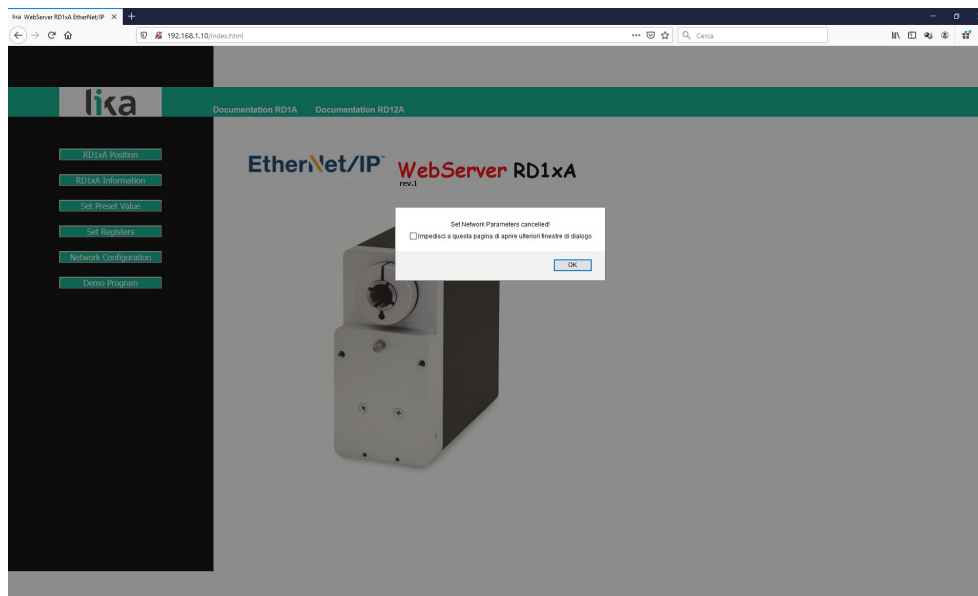 lika WebServer RD1xA EtherNet/IP
192.168.1.10/index.html
Cerca
lika
Documentation RD1A Documentation RD12A
RD1xA Position
RD1xA Information
Set Preset Value
Set Registers
Network Configuration
Demo Program
EtherNet/IP™
WebServer RD1xA
rev.1
Set Network Parameters cancelled!
Impedisci a questa pagina di aprire ulteriori finestre di dialogo
OK